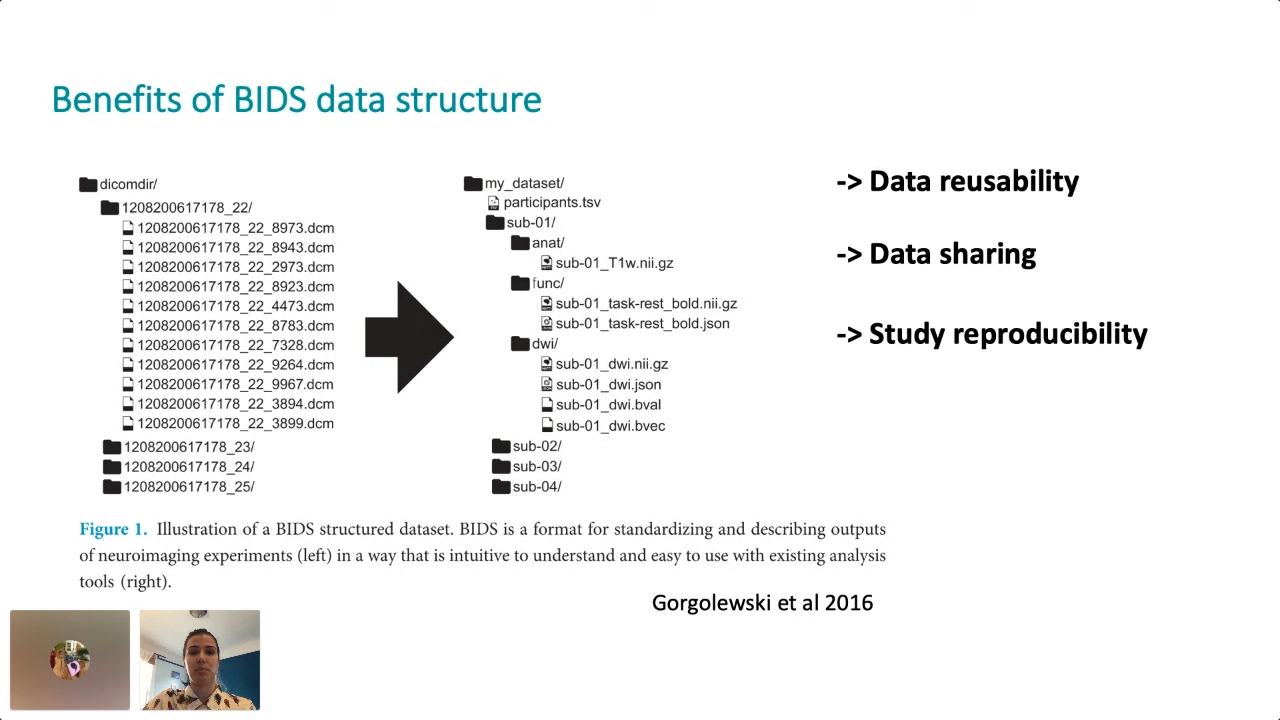 Benefits of BIDS data structure
dicomdir/
1208200617178_22/
1208200617178_22_8973.dcm
1208200617178_22_8943.dcm
1208200617178_22_2973.dcm
1208200617178_22_8923.dcm
1208200617178_22_4473.dcm
1208200617178_22_8783.dcm
1208200617178_22_7328.dcm
1208200617178_22_9264.dcm
1208200617178_22_9967.dcm
1208200617178_22_3894.dcm
1208200617178_22_3899.dcm
1208200617178_23/
1208200617178_24/
1208200617178_25/
my_dataset/
participants.tsv
sub-01/
anat/
sub-01_T1w.nii.gz
func/
sub-01_task-rest_bold.nii.gz
sub-01_task-rest_bold.json
dwi/
sub-01_dwi.nii.gz
sub-01_dwi.json
sub-01_dwi.bval
sub-01_dwi.bvec
sub-02/
sub-03/
sub-04/
-> Data reusability
-> Data sharing
-> Study reproducibility
Figure 1. Illustration of a BIDS structured dataset. BIDS is a format for standardizing and describing outputs
of neuroimaging experiments (left) in a way that is intuitive to understand and easy to use with existing analysis
tools (right).
Gorgolewski et al 2016